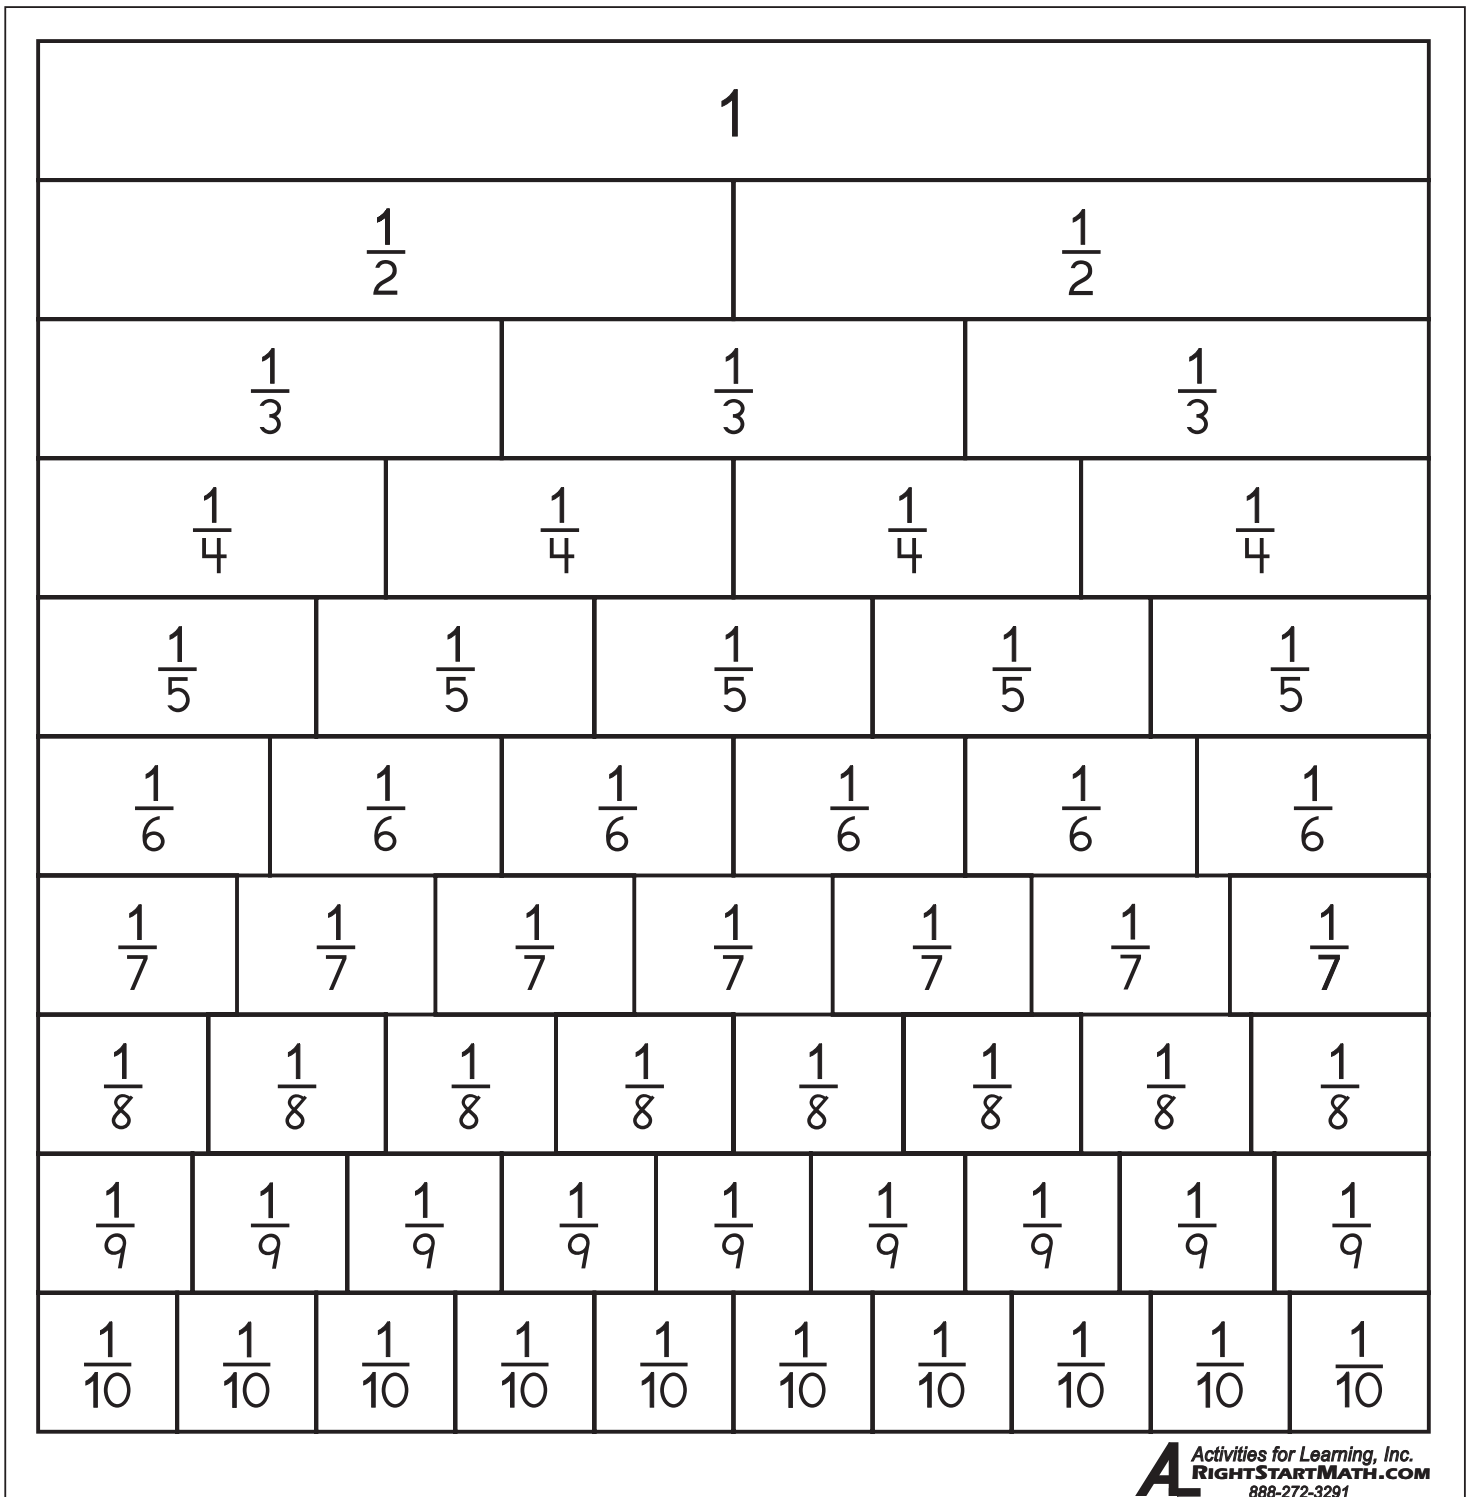 1
1/2 1/2
1/3 1/3 1/3
1/4 1/4 1/4 1/4
1/5 1/5 1/5 1/5 1/5
1/6 1/6 1/6 1/6 1/6 1/6
1/7 1/7 1/7 1/7 1/7 1/7 1/7
1/8 1/8 1/8 1/8 1/8 1/8 1/8 1/8
1/9 1/9 1/9 1/9 1/9 1/9 1/9 1/9 1/9
1/10 1/10 1/10 1/10 1/10 1/10 1/10 1/10 1/10 1/10
AL Activities for Learning, Inc.
RIGHTSTARTMATH.COM
888-272-3291